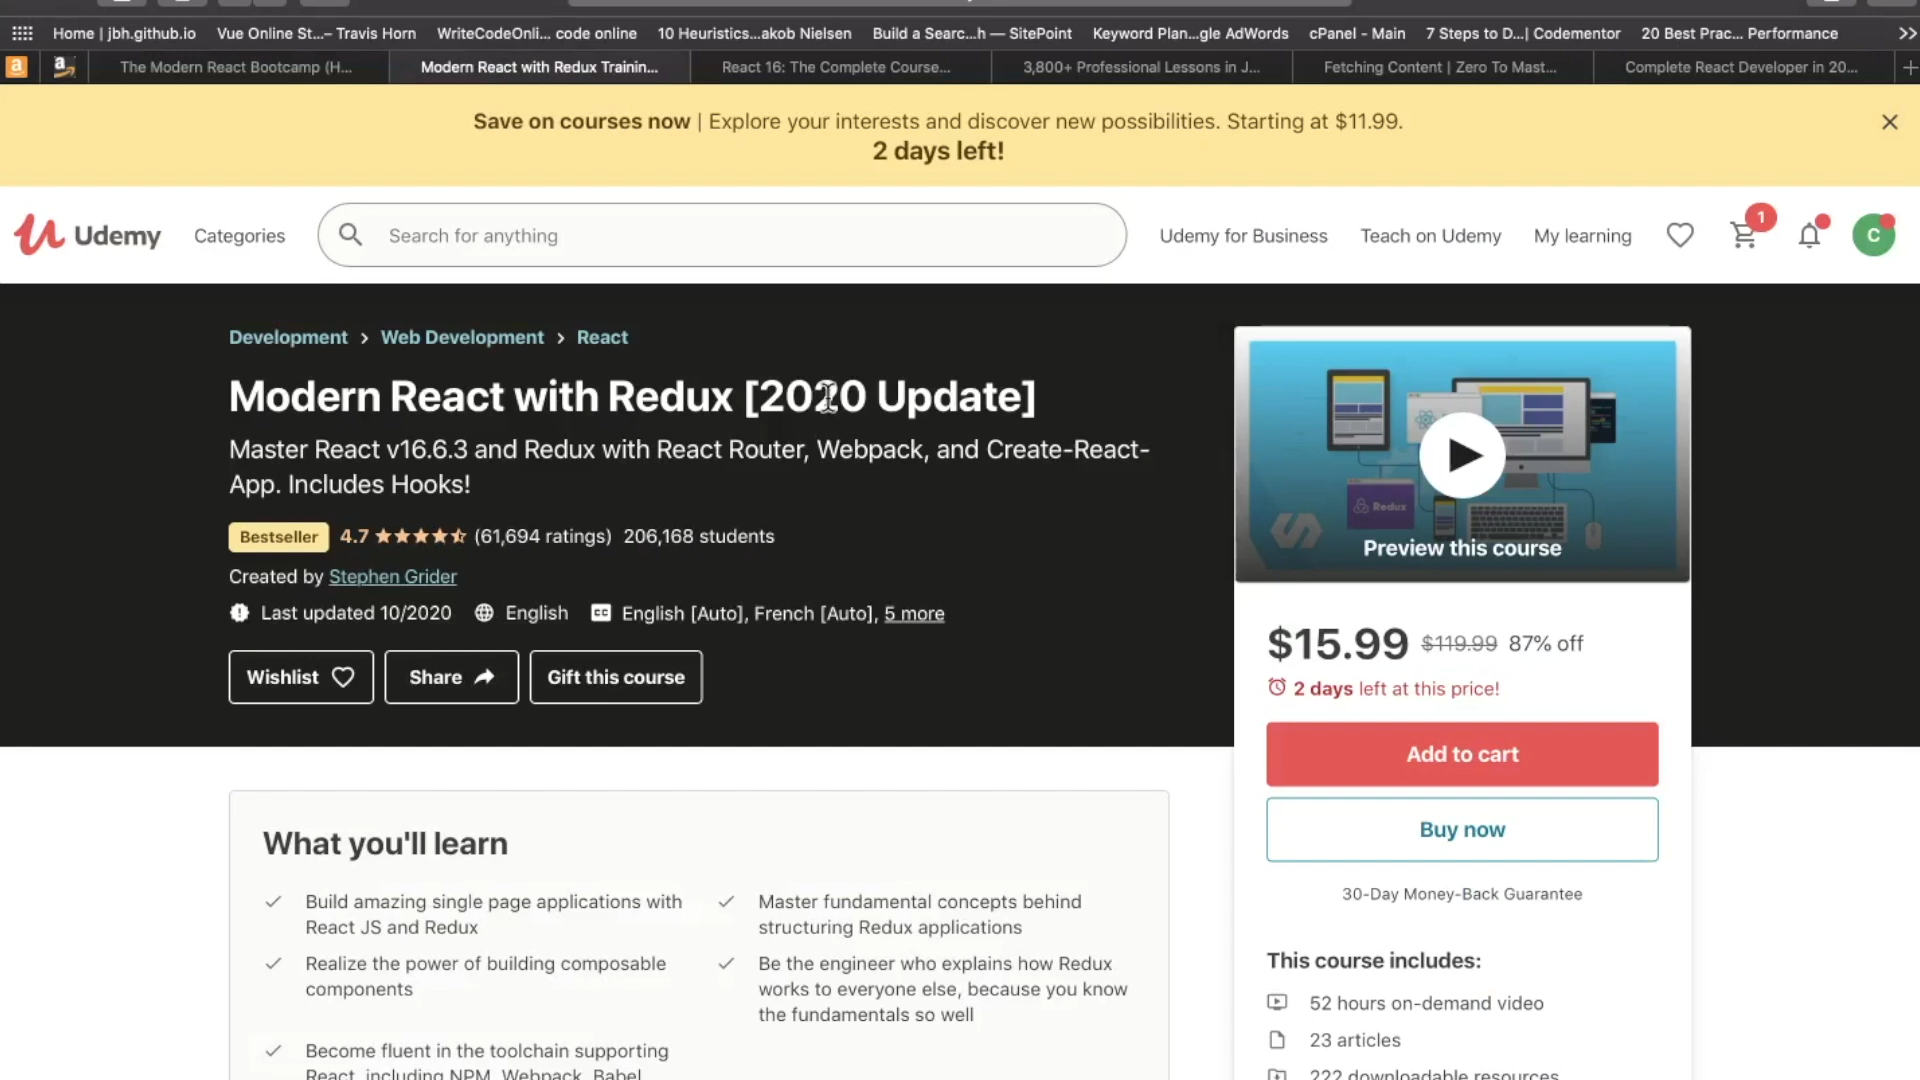 Home | jbh.github.io Vue Online St...– Travis Horn WriteCodeOnli... code online 10 Heuristics...akob Nielsen Build a Searc...h — SitePoint Keyword Plan...gle AdWords cPanel - Main 7 Steps to D...| Codementor 20 Best Prac... Performance
The Modern React Bootcamp (H... Modern React with Redux Trainin... React 16: The Complete Course... 3,800+ Professional Lessons in J... Fetching Content | Zero To Mast... Complete React Developer in 20...
Save on courses now | Explore your interests and discover new possibilities. Starting at $11.99.
2 days left!
Udemy Categories Search for anything Udemy for Business Teach on Udemy My learning 1 C
Development > Web Development > React
Modern React with Redux [2020 Update]
Master React v16.6.3 and Redux with React Router, Webpack, and Create-React-
App. Includes Hooks!
Bestseller 4.7 (61,694 ratings) 206,168 students
Created by Stephen Grider
Last updated 10/2020 English CC English [Auto], French [Auto], 5 more
Wishlist Share Gift this course
Redux
Preview this course
$15.99 $119.99 87% off
2 days left at this price!
Add to cart
Buy now
30-Day Money-Back Guarantee
This course includes:
52 hours on-demand video
23 articles
222 downloadable resources
What you'll learn
Build amazing single page applications with
React JS and Redux
Realize the power of building composable
components
Become fluent in the toolchain supporting
React, including NPM, Webpack, Babel
Master fundamental concepts behind
structuring Redux applications
Be the engineer who explains how Redux
works to everyone else, because you know
the fundamentals so well